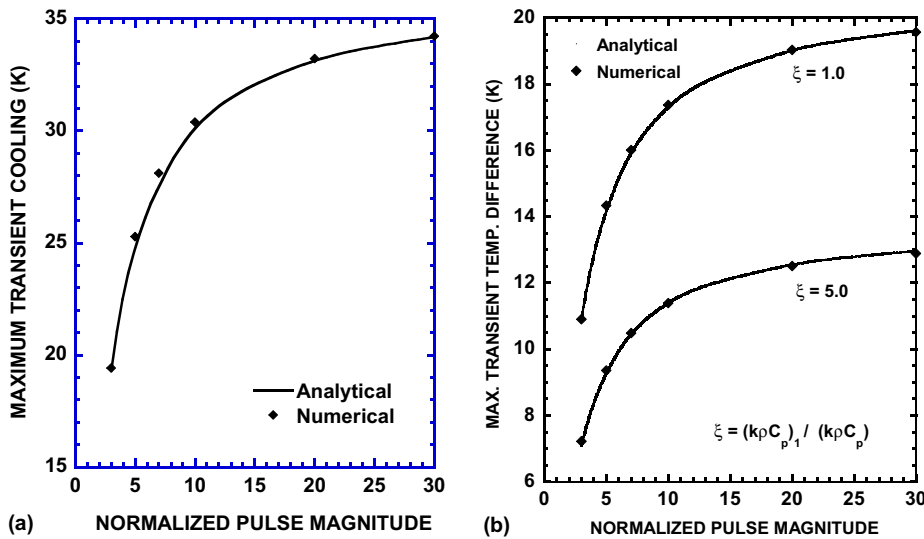 35
30
25
20
15
0 5 10 15 20 25 30
MAXIMUM TRANSIENT COOLING (K)
Analytical
Numerical
(a) NORMALIZED PULSE MAGNITUDE
20
18
16
14
12
10
8
6
0 5 10 15 20 25 30
MAX. TRANSIENT TEMP. DIFFERENCE (K)
Analytical
Numerical
ξ = 1.0
ξ = 5.0
ξ = (kρC_p)_1 / (kρC_p)
(b) NORMALIZED PULSE MAGNITUDE